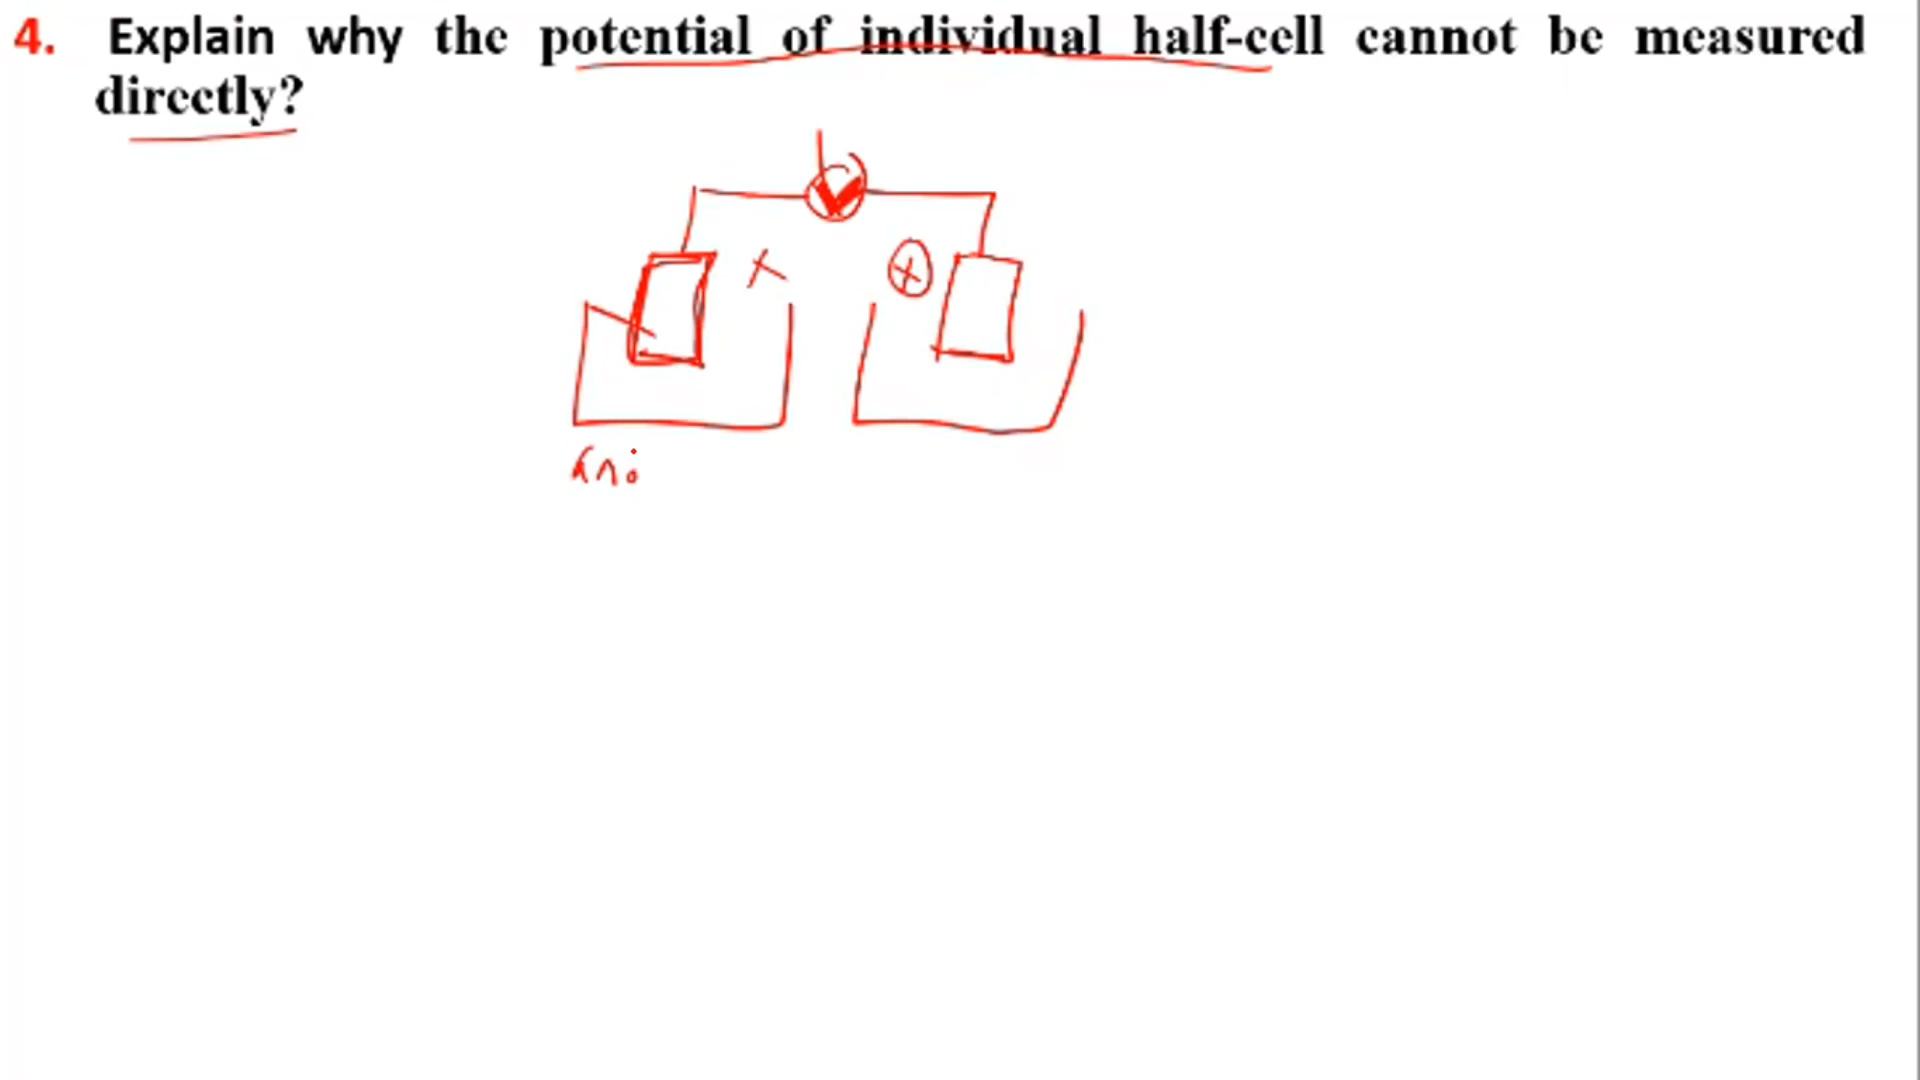 4. Explain why the potential of individual half-cell cannot be measured
directly?